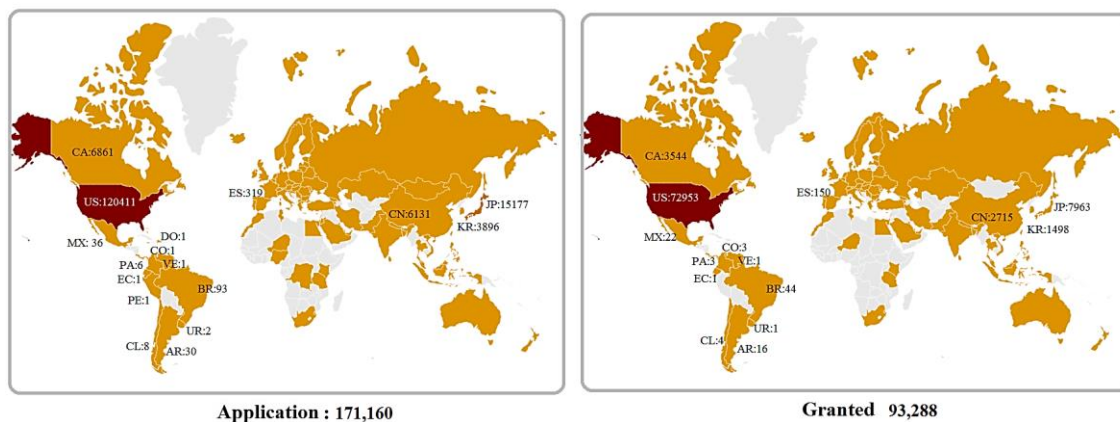 CA:6861
US:120411
ES:319
JP:15177
CN:6131
KR:3896
MX: 36
DO:1
CO:1
PA:6
VE:1
EC:1
BR:93
PE:1
UR:2
CL:8
AR:30
Application : 171,160
CA:3544
US:72953
ES:150
JP:7963
CN:2715
KR:1498
MX:22
CO:3
PA:3
VE:1
EC:1
BR:44
UR:1
CL:4
AR:16
Granted 93,288